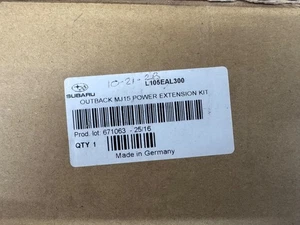 10-21-28
L105EAL300
SUBARU
OUTBACK MJ15 POWER EXTENSION KIT
Prod. lot 671063 - 25/16
QTY 1
Made in Germany